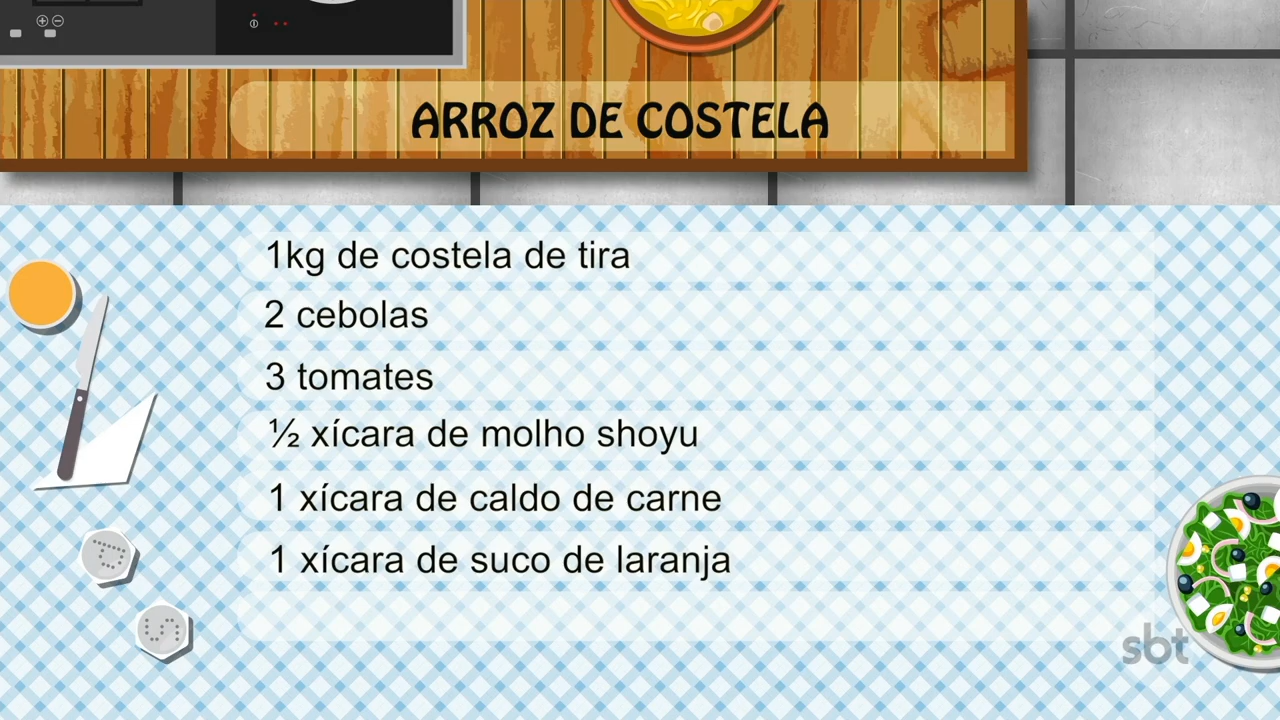 ARROZ DE COSTELA
1kg de costela de tira
2 cebolas
3 tomates
½ xícara de molho shoyu
1 xícara de caldo de carne
1 xícara de suco de laranja
sbt